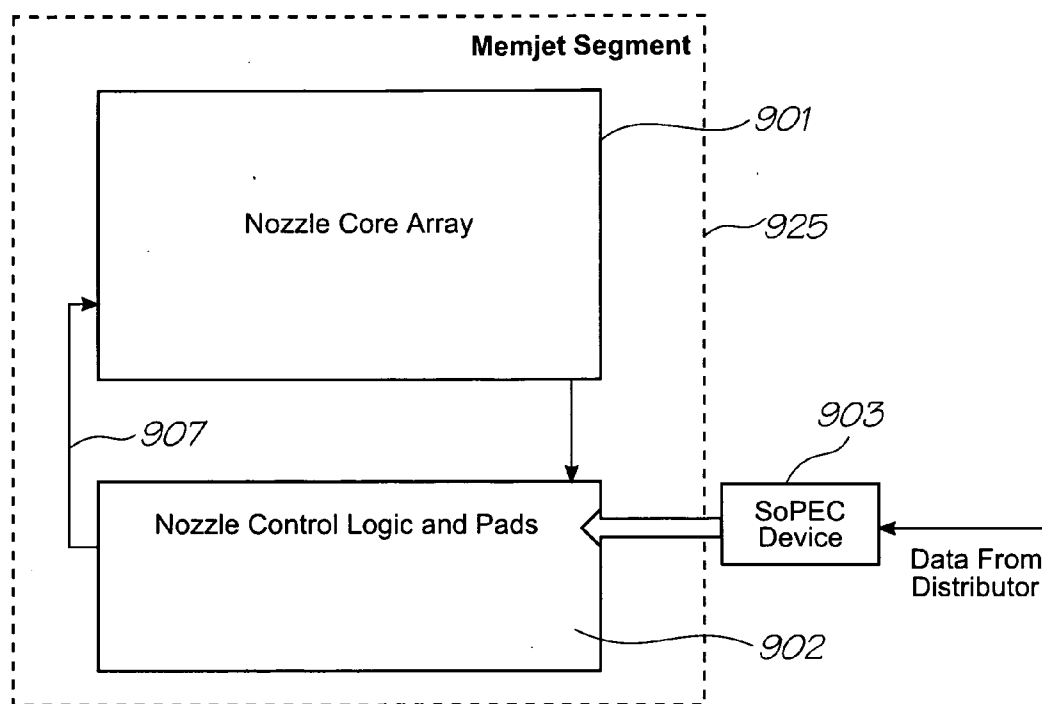 Memjet Segment
901
Nozzle Core Array
925
907
903
Nozzle Control Logic and Pads
SoPEC
Device
Data From
Distributor
902